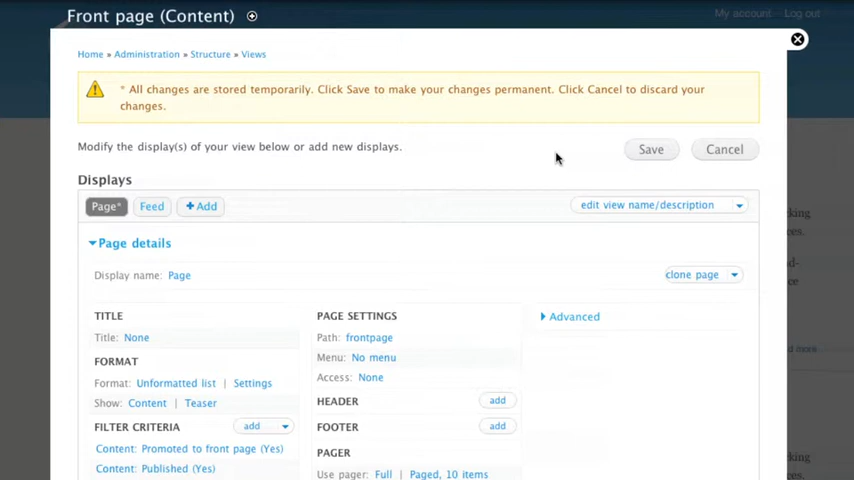 Front page (Content)
My account Log out
Home » Administration » Structure » Views
* All changes are stored temporarily. Click Save to make your changes permanent. Click Cancel to discard your
changes.
Modify the display(s) of your view below or add new displays.
Save
Cancel
Displays
Page*
Feed
+ Add
edit view name/description
Page details
Display name: Page
clone page
TITLE
Title: None
FORMAT
Format: Unformatted list | Settings
Show: Content | Teaser
FILTER CRITERIA
add
Content: Promoted to front page (Yes)
Content: Published (Yes)
PAGE SETTINGS
Path: frontpage
Menu: No menu
Access: None
HEADER
add
FOOTER
add
PAGER
Use pager: Full | Paged, 10 items
Advanced